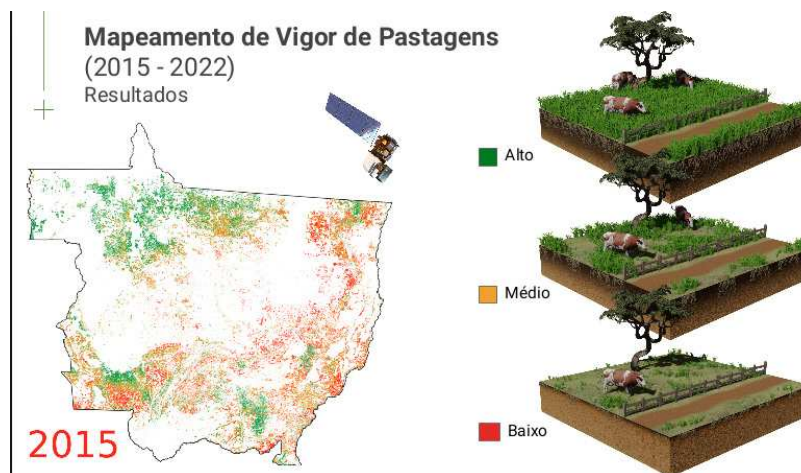 Mapeamento de Vigor de Pastagens
(2015 - 2022)
Resultados
Alto
Médio
Baixo
2015